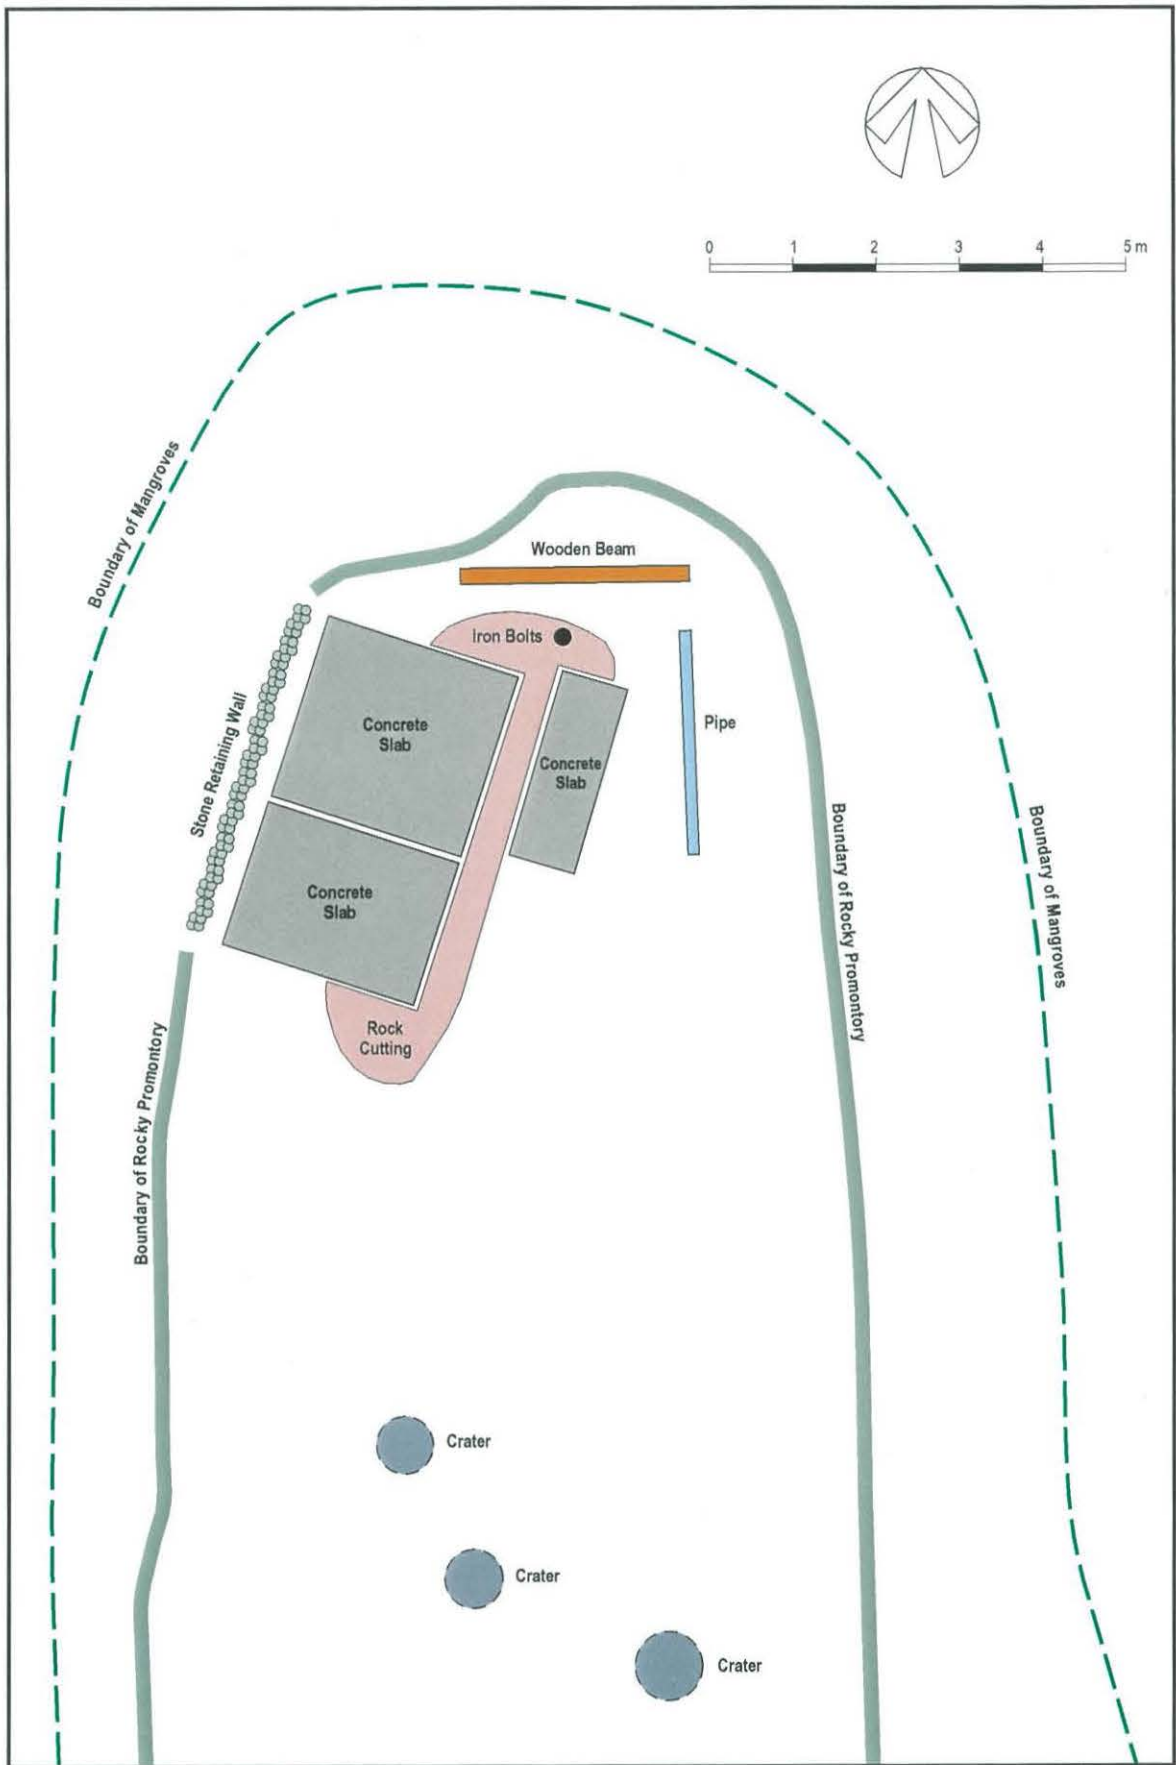 0 1 2 3 4 5 m
Boundary of Mangroves
Wooden Beam
Iron Bolts
Stone Retaining Wall
Concrete
Slab
Pipe
Concrete
Slab
Boundary of Rocky Promontory
Boundary of Mangroves
Concrete
Slab
Rock
Cutting
Boundary of Rocky Promontory
Crater
Crater
Crater